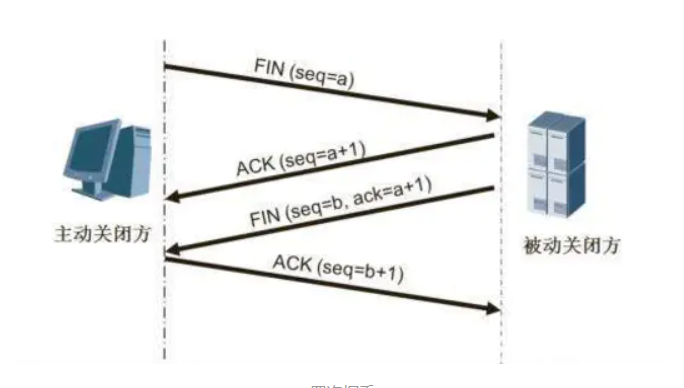 FIN (seq=a)
ACK (seq=a+1)
FIN (seq=b, ack=a+1)
ACK (seq=b+1)
主动关闭方
被动关闭方